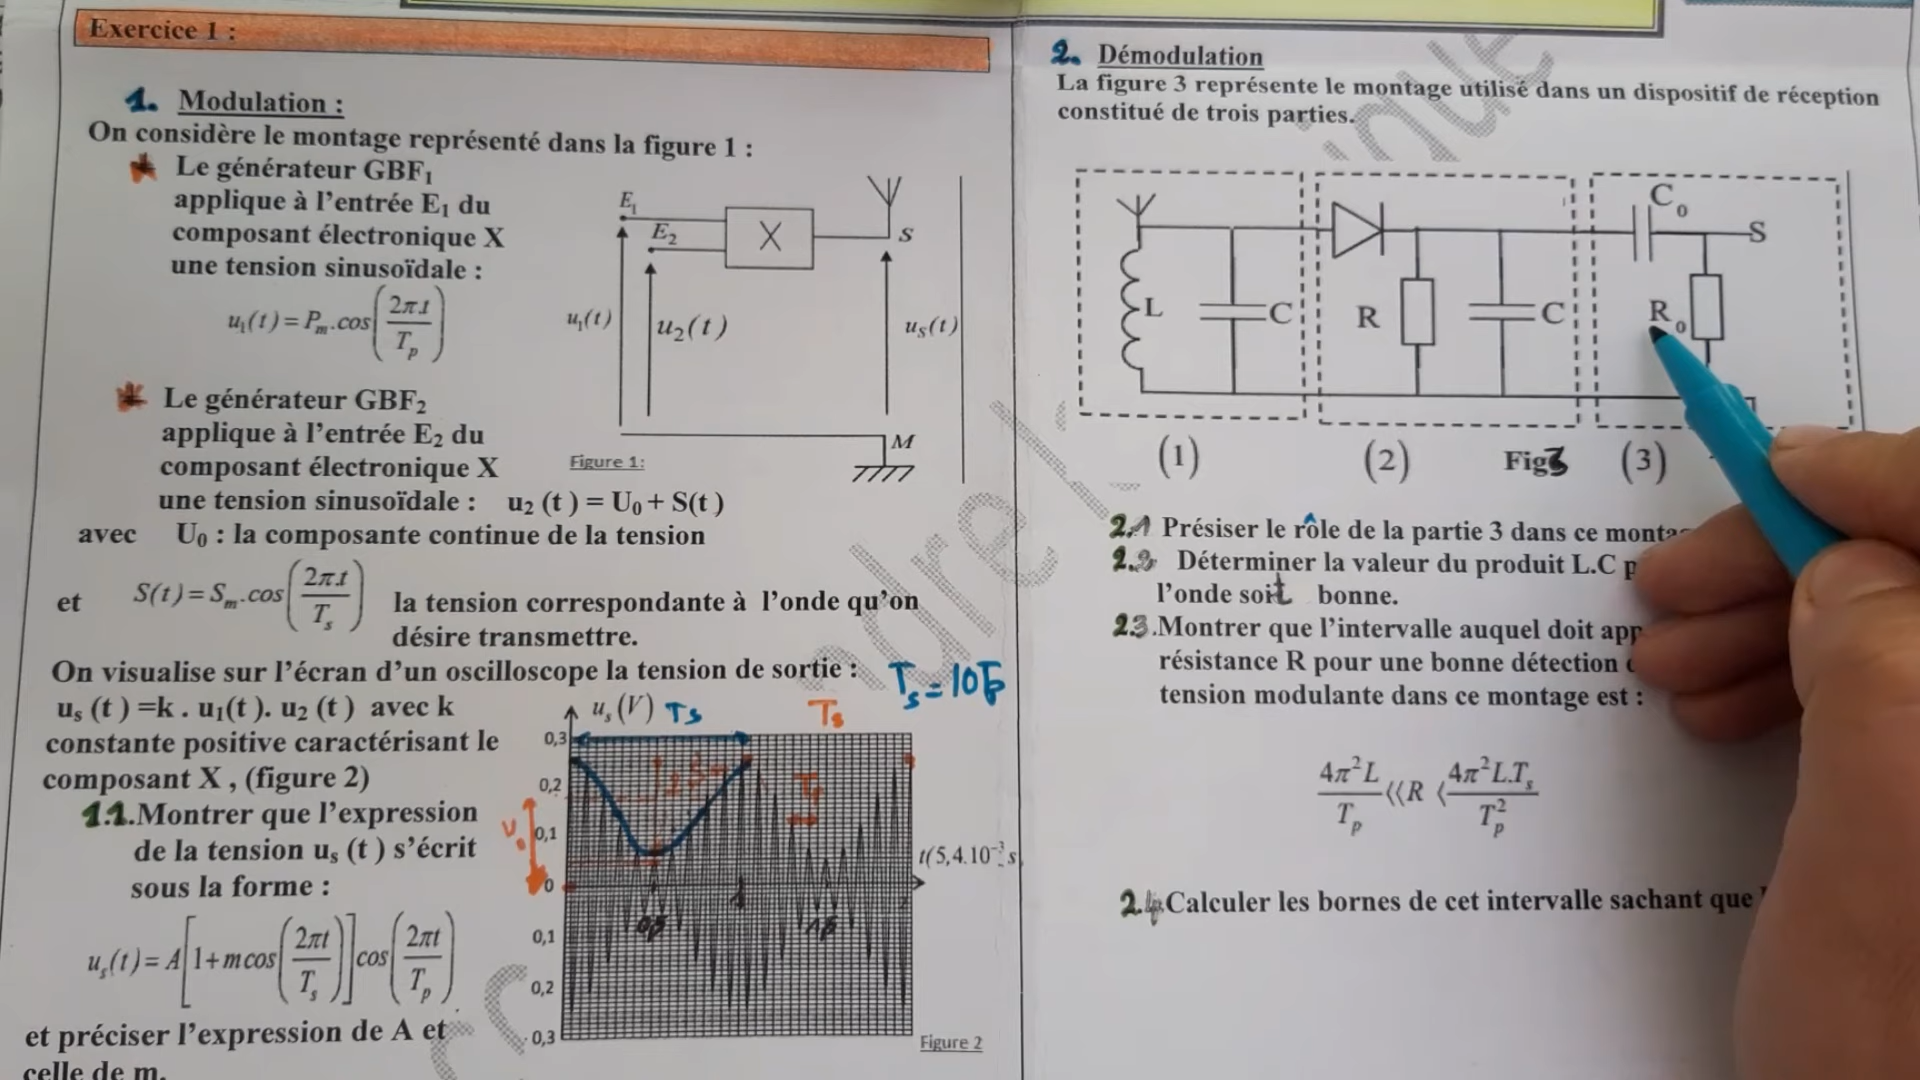 Exercice 1 :
1. Modulation :
On considère le montage représenté dans la figure 1 :
Le générateur GBF₁
applique à l'entrée E₁ du
composant électronique X
une tension sinusoïdale :
u₁(t) = Pₘ.cos(2π.t/Tₚ)
E₁
E₂
X
S
u₁(t)
u₂(t)
uₛ(t)
M
Figure 1:
Le générateur GBF₂
applique à l'entrée E₂ du
composant électronique X
une tension sinusoïdale : u₂ (t ) = U₀ + S(t )
avec U₀ : la composante continue de la tension
et S(t) = Sₘ.cos(2π.t/Tₛ) la tension correspondante à l'onde qu'on
désire transmettre.
On visualise sur l'écran d'un oscilloscope la tension de sortie :
Tₛ = 10Tₚ
uₛ (t ) =k . u₁(t). u₂ (t ) avec k
constante positive caractérisant le
composant X , (figure 2)
1.1.Montrer que l'expression
de la tension uₛ (t ) s'écrit
sous la forme :
uₛ(t) = A[1+m cos(2πt/Tₛ)]cos(2πt/Tₚ)
et préciser l'expression de A et
celle de m.
uₛ(V) Ts Ts
0,3
0,2
0,1
0
0,1
0,2
0,3
t(5,4.10⁻³ s
Figure 2
2. Démodulation
La figure 3 représente le montage utilisé dans un dispositif de réception
constitué de trois parties.
L
C
R
C
C₀
R₀
S
(1) (2) Fig3 (3)
2.1 Présiser le rôle de la partie 3 dans ce
2. Déterminer la valeur du produit L.C
l'onde soit bonne.
23.Montrer que l'intervalle auquel doit
résistance R pour une bonne détection
tension modulante dans ce montage est :
4π²L/Tₚ ⟨⟨R ⟨ 4π²L.Tₛ/Tₚ²
2.4 Calculer les bornes de cet intervalle sachant que